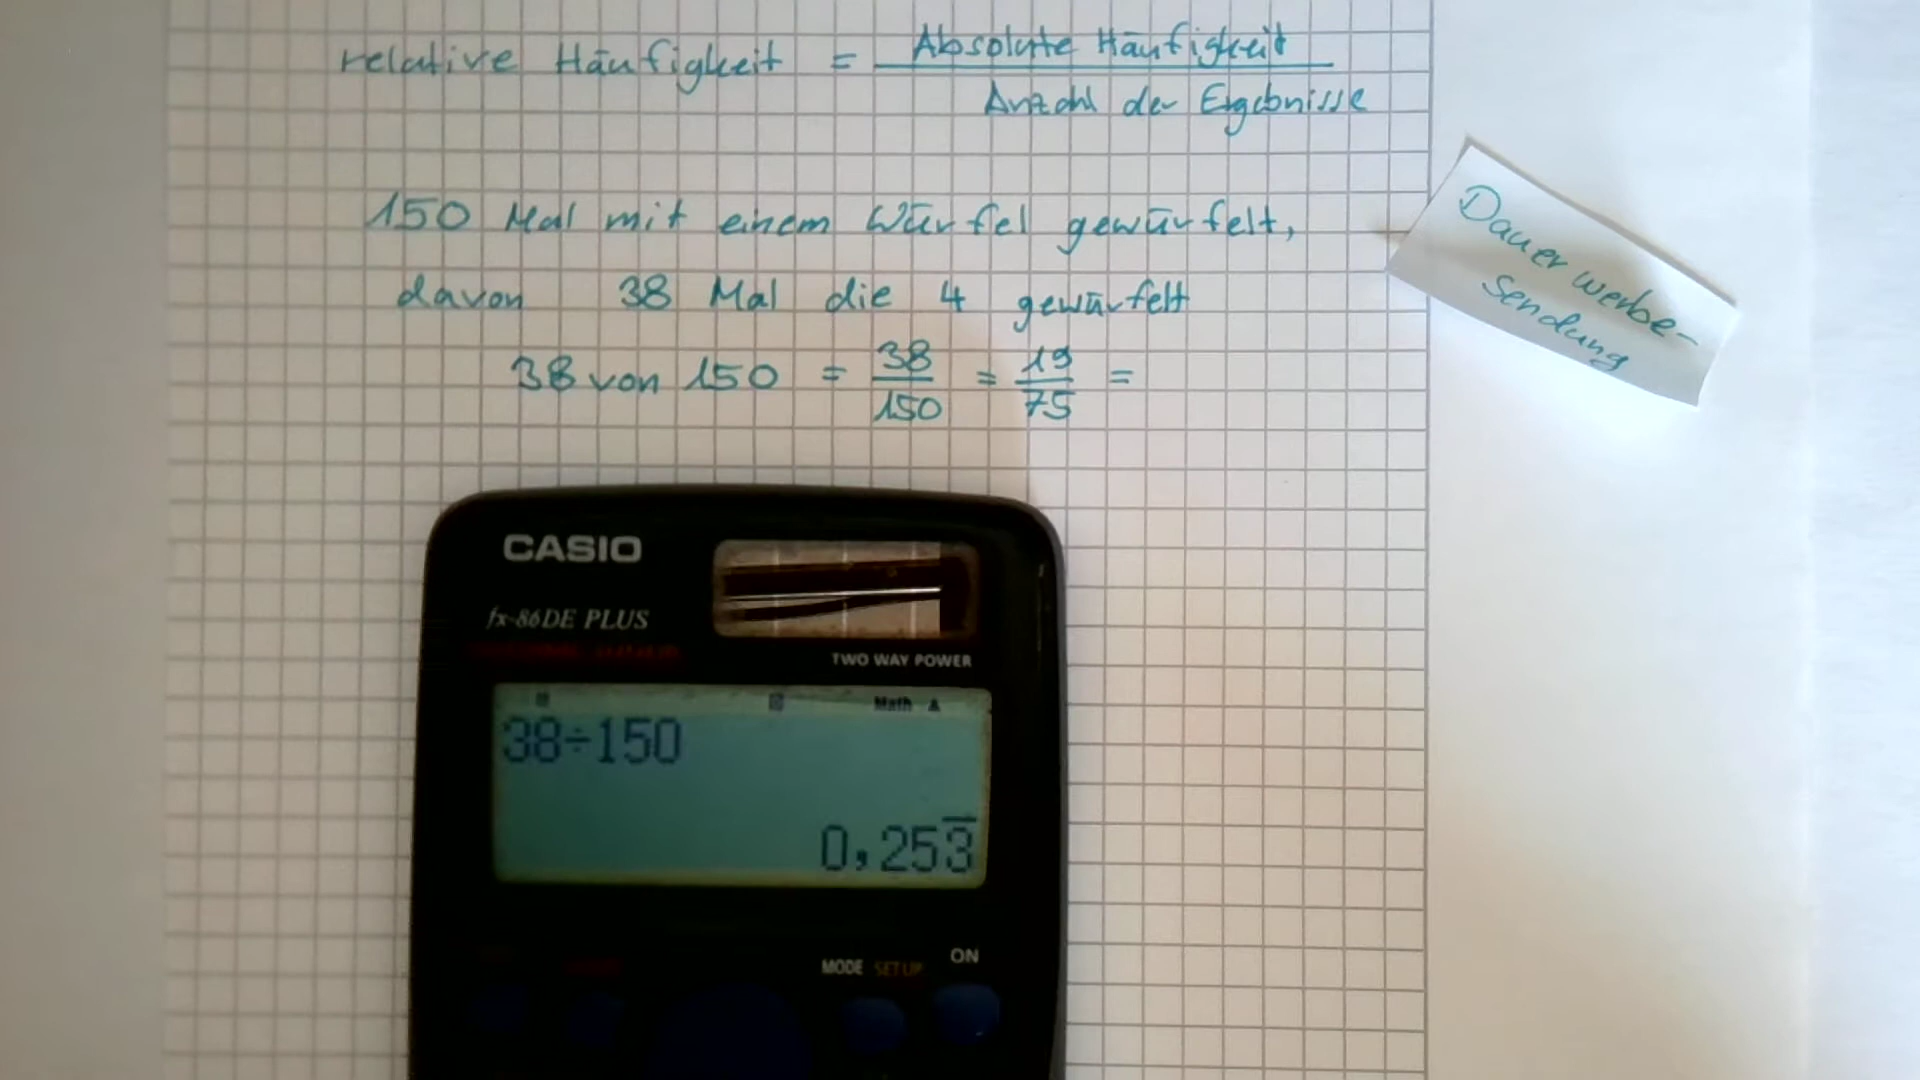 relative Häufigkeit = Absolute Häufigkeit / Anzahl der Ergebnisse
150 Mal mit einem Würfel gewürfelt,
davon 38 Mal die 4 gewürfelt
38 von 150 = 38/150 = 19/75 =
Dauerwerbe-
sendung
CASIO
fx-86DE PLUS
TWO WAY POWER
Math ▲
38÷150
0,253̅
MODE SETUP ON